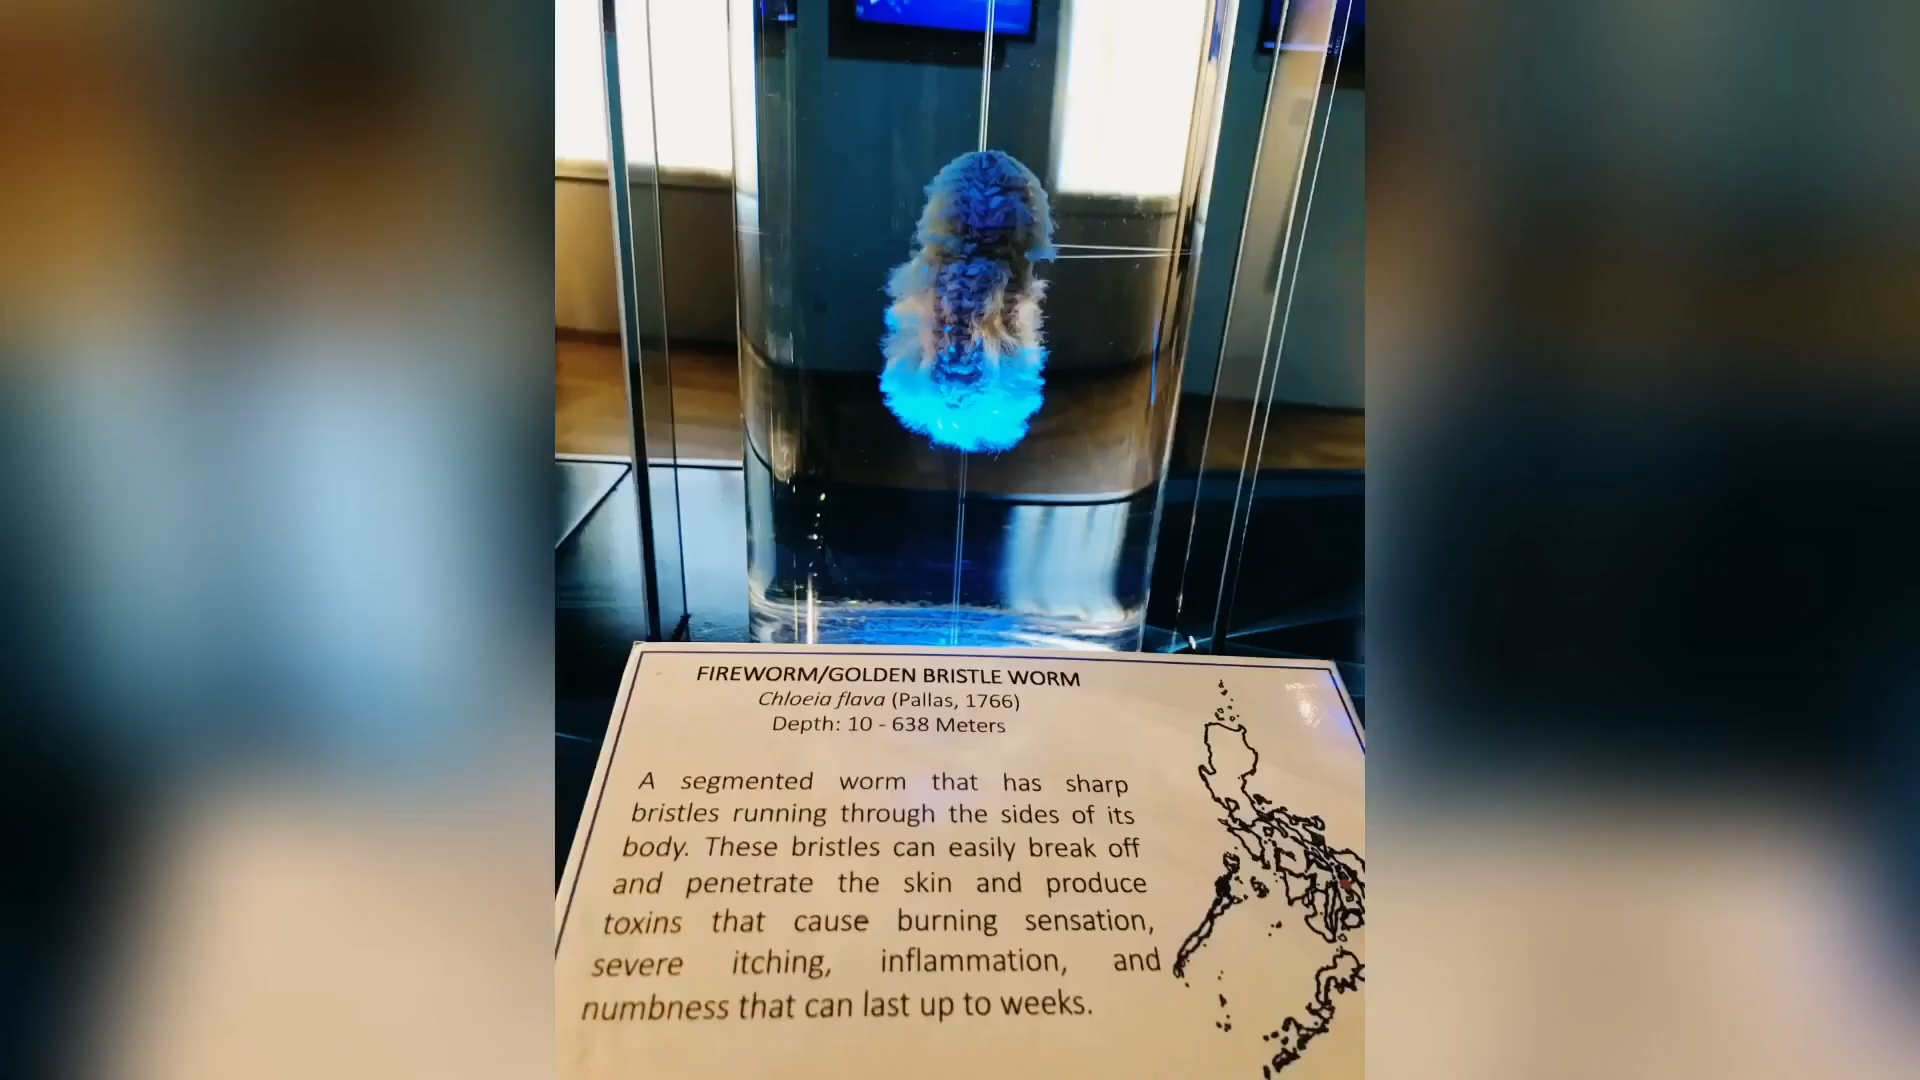 FIREWORM/GOLDEN BRISTLE WORM
Chloeia flava (Pallas, 1766)
Depth: 10 - 638 Meters
A segmented worm that has sharp
bristles running through the sides of its
body. These bristles can easily break off
and penetrate the skin and produce
toxins that cause burning sensation,
severe itching, inflammation, and
numbness that can last up to weeks.